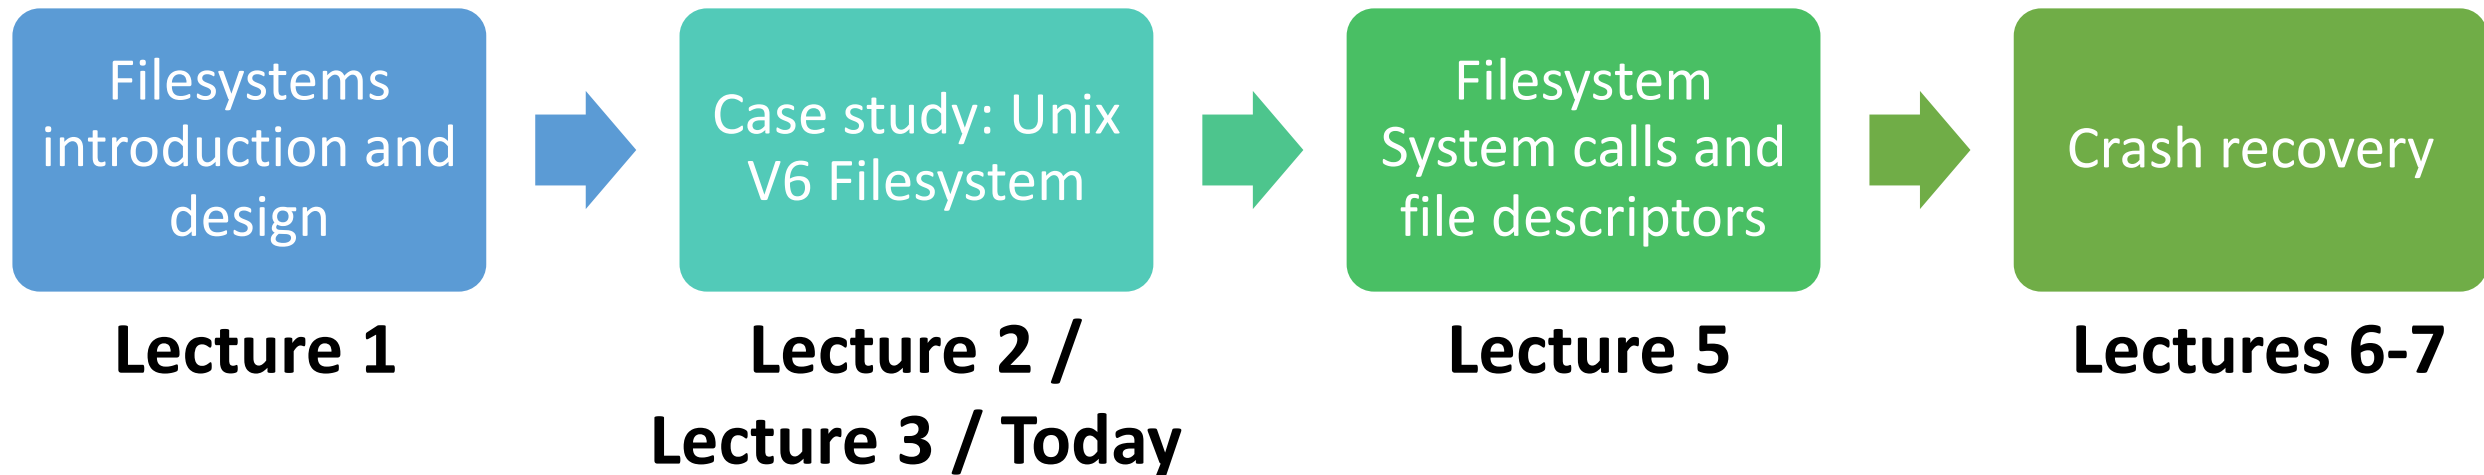 Filesystems
introduction and
design
Lecture 1
Case study: Unix
V6 Filesystem
Lecture 2 /
Lecture 3 / Today
Filesystem
System calls and
file descriptors
Lecture 5
Crash recovery
Lectures 6-7